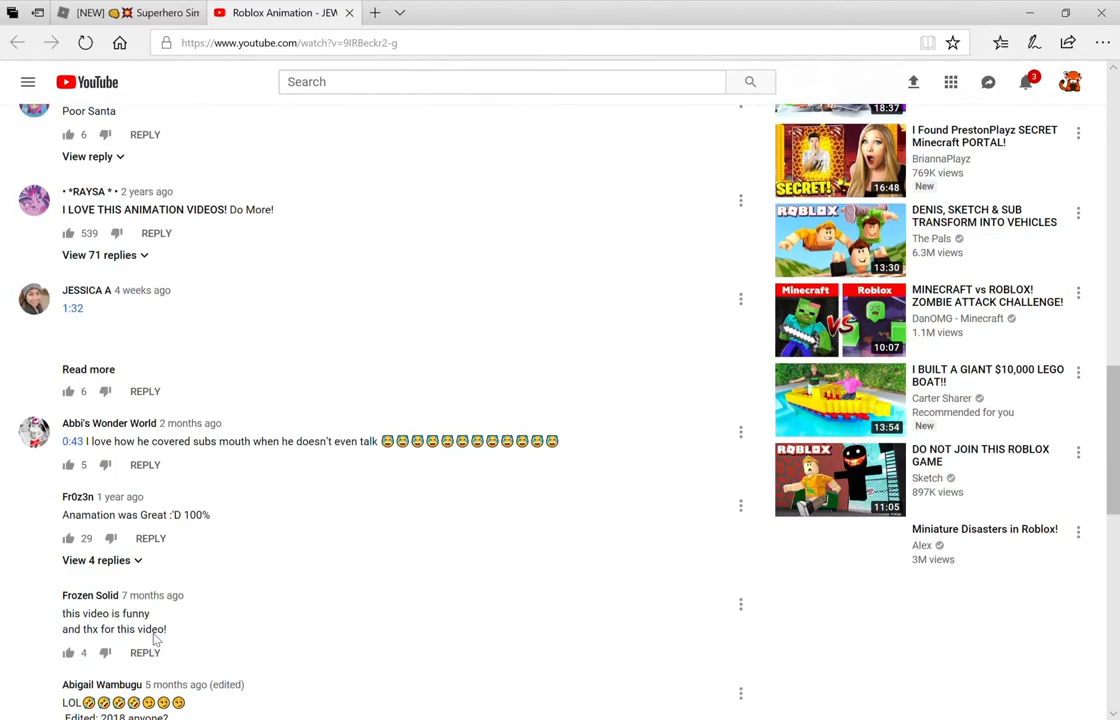 [NEW] 👊💥 Superhero Sim
Roblox Animation - JEW
https://www.youtube.com/watch?v=9IRBeckr2-g
YouTube
Search
3
Poor Santa
6 REPLY
View reply
• *RAYSA * • 2 years ago
I LOVE THIS ANIMATION VIDEOS! Do More!
539 REPLY
View 71 replies
JESSICA A 4 weeks ago
1:32
Read more
6 REPLY
Abbi's Wonder World 2 months ago
0:43 I love how he covered subs mouth when he doesn't even talk 😂😂😂😂😂😂😂😂😂😂😂😂
5 REPLY
Fr0z3n 1 year ago
Anamation was Great :'D 100%
29 REPLY
View 4 replies
Frozen Solid 7 months ago
this video is funny
and thx for this video!
4 REPLY
Abigail Wambugu 5 months ago (edited)
LOL🤣🤣🤣🤣😏😏😏
Edited: 2018 anyone?
18:37
SECRET!
16:48
I Found PrestonPlayz SECRET
Minecraft PORTAL!
BriannaPlayz
769K views
New
ROBLOX
13:30
DENIS, SKETCH & SUB
TRANSFORM INTO VEHICLES
The Pals
6.3M views
Minecraft Roblox
VS
10:07
MINECRAFT vs ROBLOX!
ZOMBIE ATTACK CHALLENGE!
DanOMG - Minecraft
1.1M views
13:54
I BUILT A GIANT $10,000 LEGO
BOAT!!
Carter Sharer
Recommended for you
New
ROBLOX
11:05
DO NOT JOIN THIS ROBLOX
GAME
Sketch
897K views
Miniature Disasters in Roblox!
Alex
3M views